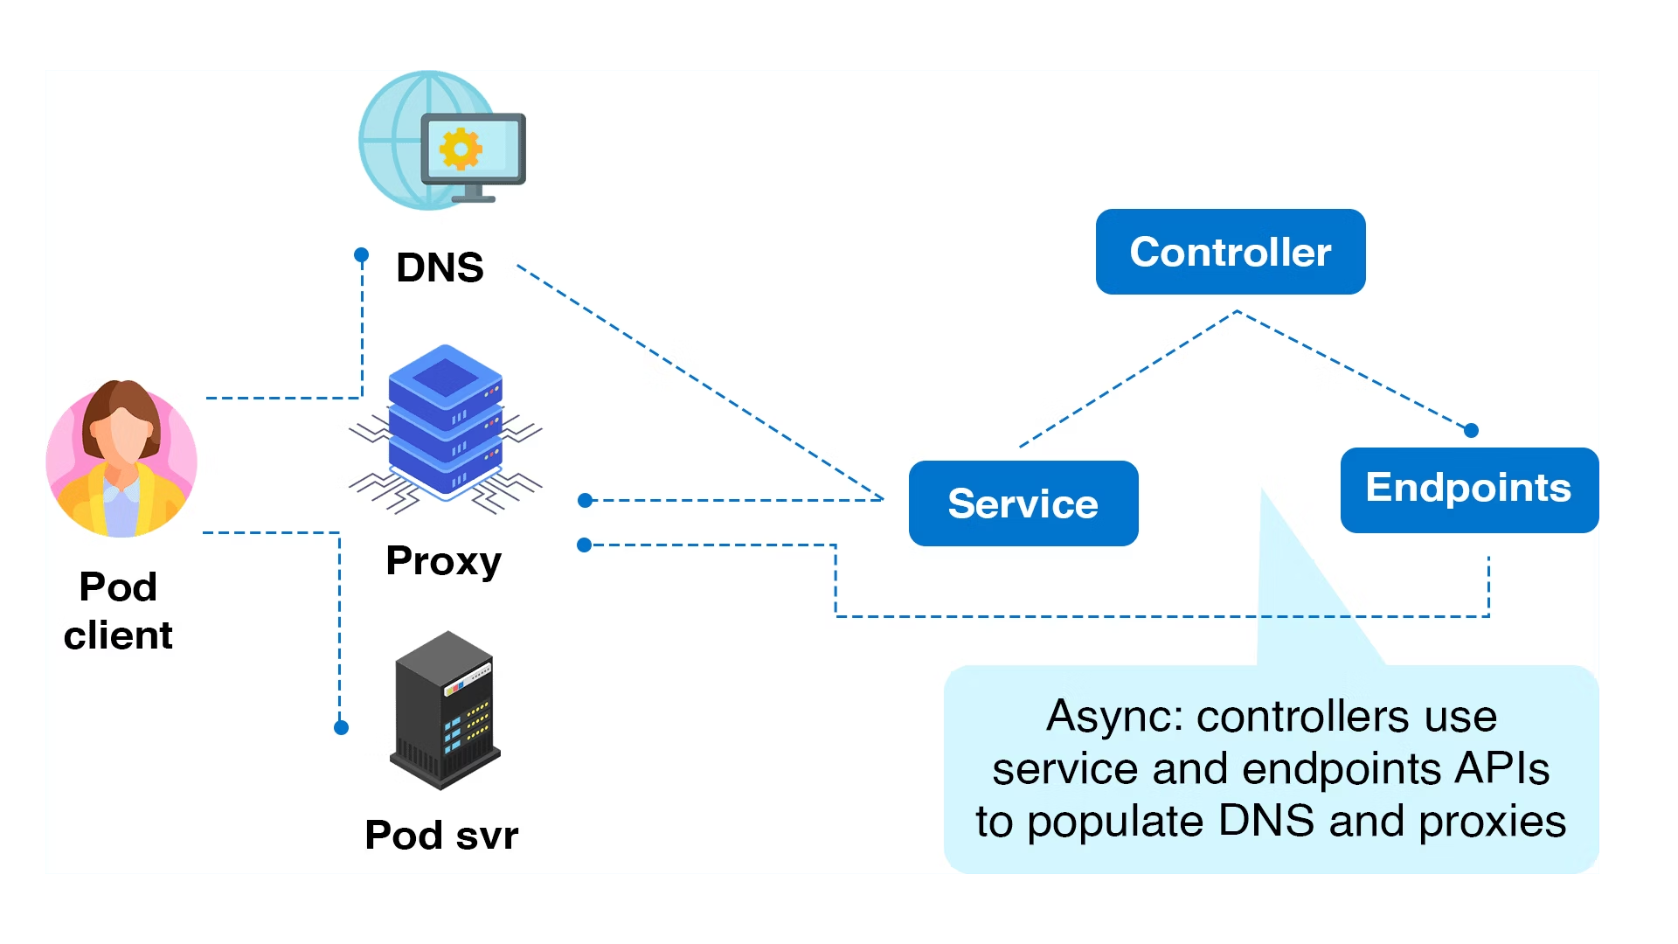 DNS
Controller
Endpoints
Service
Proxy
Pod
client
Pod svr
Async: controllers use
service and endpoints APIs
to populate DNS and proxies